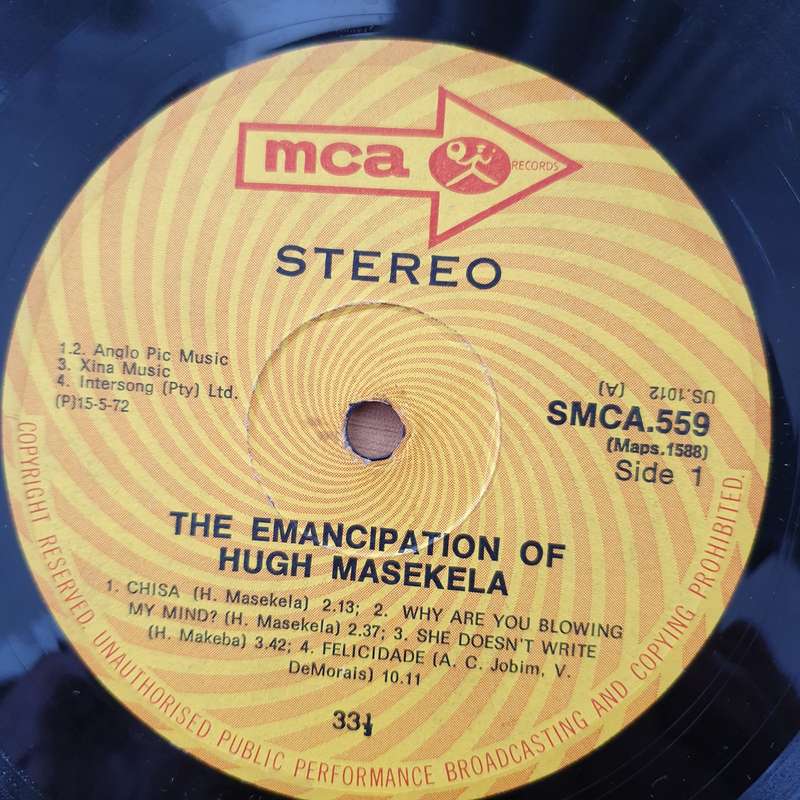 mca
RECORDS
STEREO
1.2. Anglo Pic Music
3. Xina Music
4. Intersong (Pty) Ltd.
(P)15-5-72
US.1012 (A)
SMCA.559
(Maps.1588)
Side 1
THE EMANCIPATION OF
HUGH MASEKELA
1. CHISA (H. Masekela) 2.13; 2. WHY ARE YOU BLOWING
MY MIND? (H. Masekela) 2.37; 3. SHE DOESN'T WRITE
(H. Makeba) 3.42; 4. FELICIDADE (A. C. Jobim, V.
DeMorais) 10.11
33⅓
COPYRIGHT RESERVED. UNAUTHORISED PUBLIC PERFORMANCE BROADCASTING AND COPYING PROHIBITED.